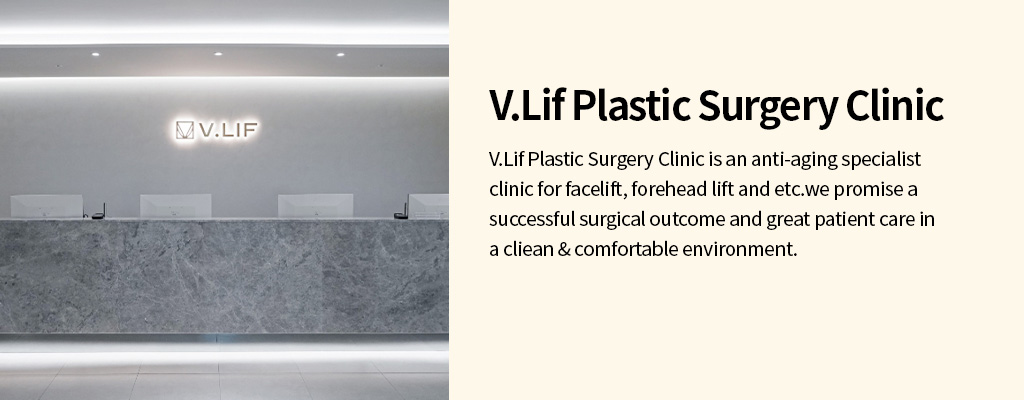 V.LIF
V.Lif Plastic Surgery Clinic
V.Lif Plastic Surgery Clinic is an anti-aging specialist
clinic for facelift, forehead lift and etc.we promise a
successful surgical outcome and great patient care in
a cliean & comfortable environment.